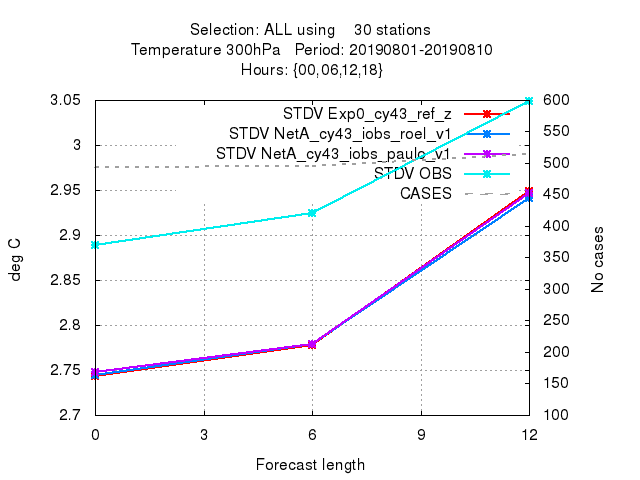 Selection: ALL using 30 stations
Temperature 300hPa Period: 20190801-20190810
Hours: {00,06,12,18}
3.05
3
2.95
2.9
2.85
2.8
2.75
2.7
deg C
STDV Exp0_cy43_ref_z
STDV NetA_cy43_iobs_roel_v1
STDV NetA_cy43_iobs_paulo_v1
STDV OBS
CASES
600
550
500
450
400
350
300
250
200
150
100
No cases
0 3 6 9 12
Forecast length